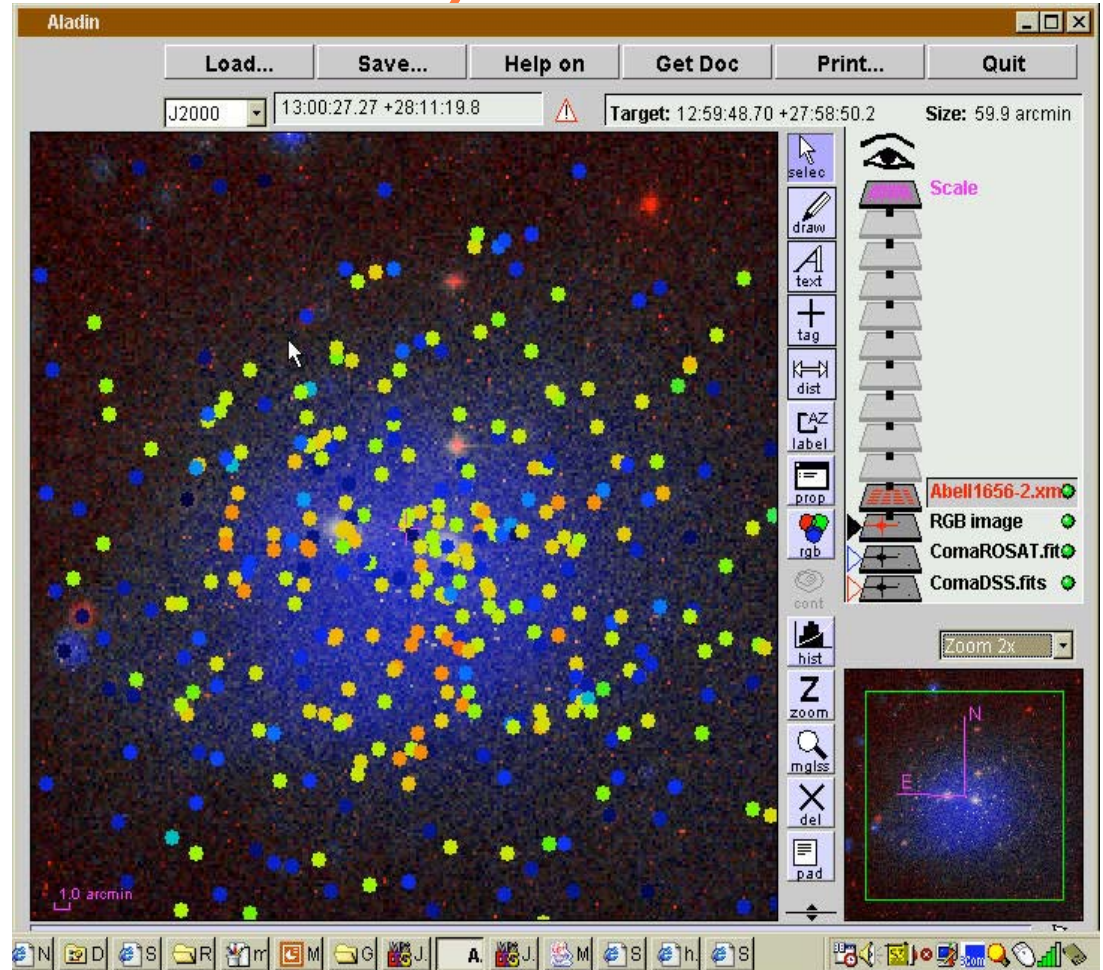 Aladin
Load... Save... Help on Get Doc Print... Quit
J2000 13:00:27.27 +28:11:19.8 Target: 12:59:48.70 +27:58:50.2 Size: 59.9 arcmin
selec
draw
text
tag
dist
AZ
label
prop
rgb
cont
hist
Z
zoom
mglss
del
pad
Scale
Abell1656-2.xm
RGB image
ComaROSAT.fit
ComaDSS.fits
Zoom 2x
N
E
1.0 arcmin
N D S R m M G J. A. J. M S h. S